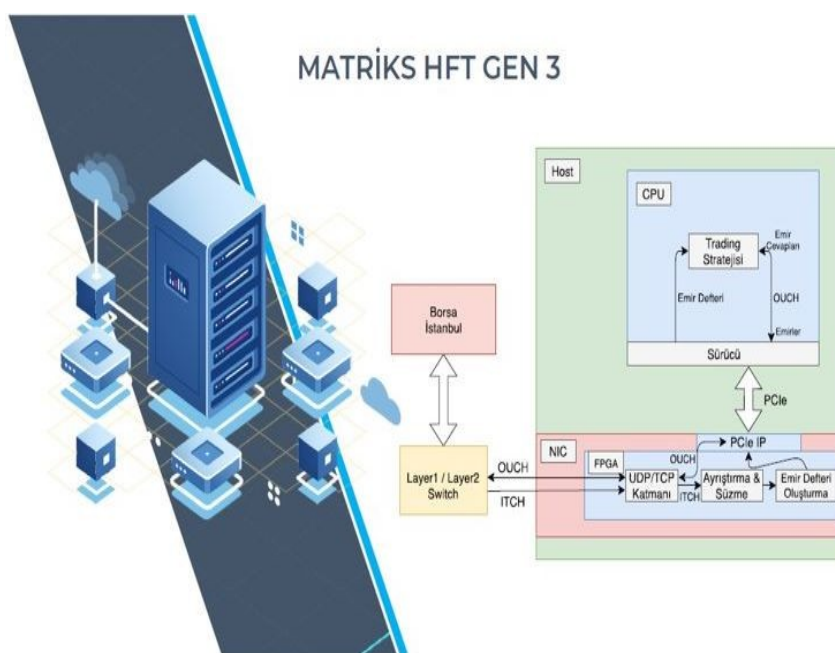 MATRİKS HFT GEN 3
Host
CPU
Trading
Stratejisi
Emir
Cevapları
Emir Defteri
OUCH
Emirler
Sürücü
Borsa
İstanbul
PCIe
NIC
PCIe IP
FPGA
OUCH
Layer1 / Layer2
Switch
OUCH
ITCH
UDP/TCP
Katmanı
ITCH
Ayrıştırma &
Süzme
Emir Defteri
Oluşturma